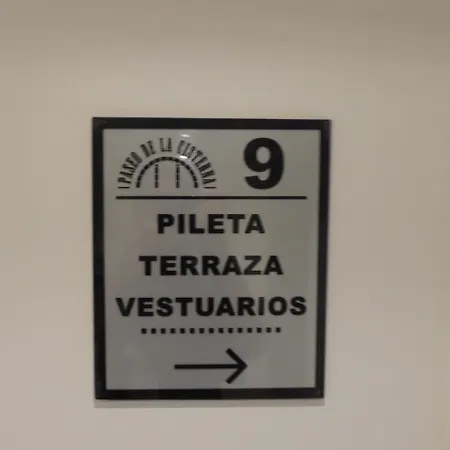 PASEO DE LA CISTERNA
9
PILETA
TERRAZA
VESTUARIOS